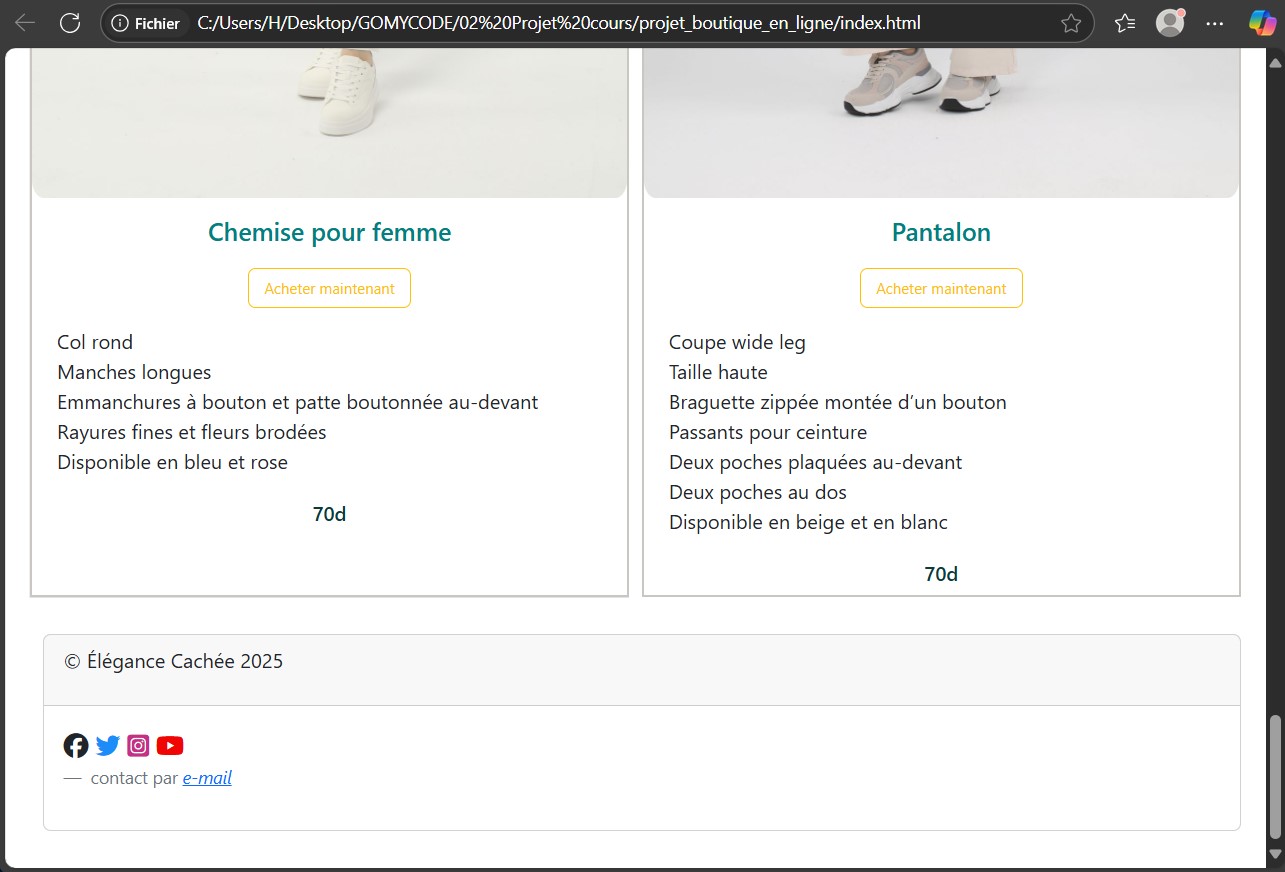 Fichier
C:/Users/H/Desktop/GOMYCODE/02%20Projet%20cours/projet_boutique_en_ligne/index.html
Chemise pour femme
Acheter maintenant
Col rond
Manches longues
Emmanchures à bouton et patte boutonnée au-devant
Rayures fines et fleurs brodées
Disponible en bleu et rose
70d
Pantalon
Acheter maintenant
Coupe wide leg
Taille haute
Braguette zippée montée d’un bouton
Passants pour ceinture
Deux poches plaquées au-devant
Deux poches au dos
Disponible en beige et en blanc
70d
© Élégance Cachée 2025
— contact par e-mail